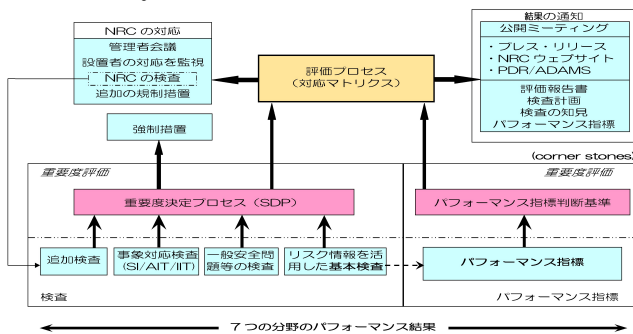 NRC の対応
管理者会議
設置者の対応を監視
NRC の検査
追加の規制措置
評価プロセス
(対応マトリクス)
結果の通知
公開ミーティング
・プレス・リリース
・NRC ウェブサイト
・PDR/ADAMS
評価報告書
検査計画
検査の知見
・パフォーマンス指標
強制措置
(corner stones)
重要度評価
重要度評価
重要度決定プロセス (SDP)
パフォーマンス指標判断基準
追加検査
事象対応検査
(SI/AIT/IIT)
一般安全問
題等の検査
リスク情報を活
用した基本検査
パフォーマンス指標
検査
パフォーマンス指標
7つの分野のパフォーマンス結果